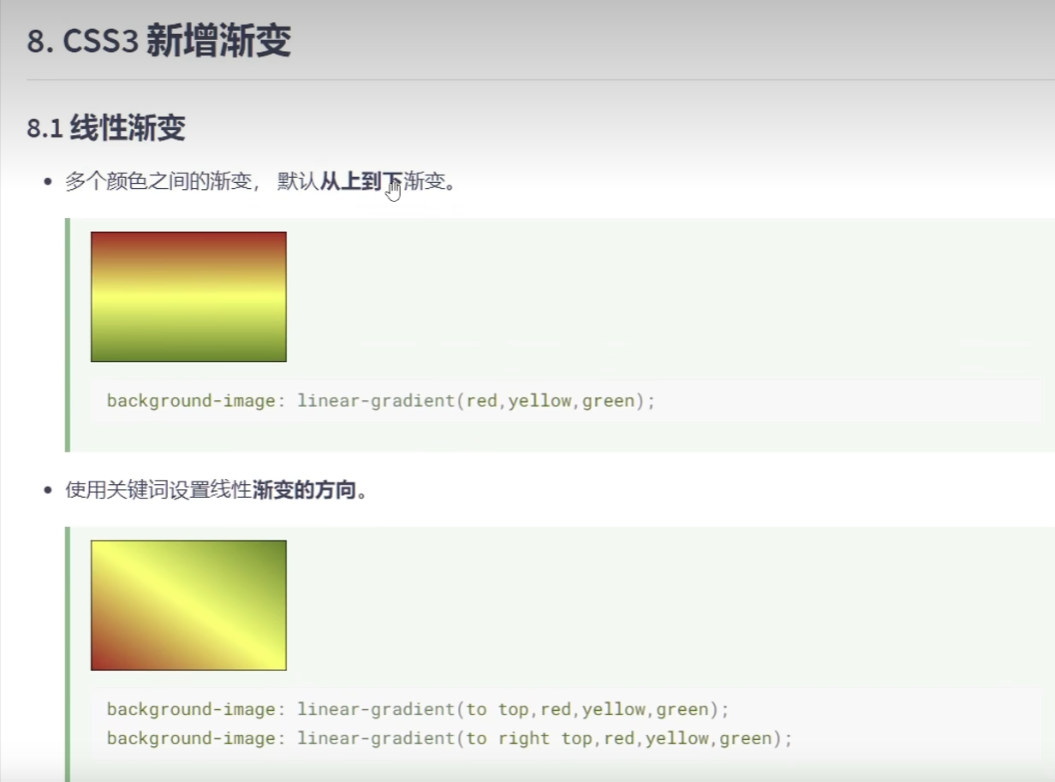 8. CSS3 新增渐变
8.1 线性渐变
多个颜色之间的渐变， 默认从上到下渐变。
background-image: linear-gradient(red,yellow,green);
使用关键词设置线性渐变的方向。
background-image: linear-gradient(to top,red,yellow,green);
background-image: linear-gradient(to right top,red,yellow,green);